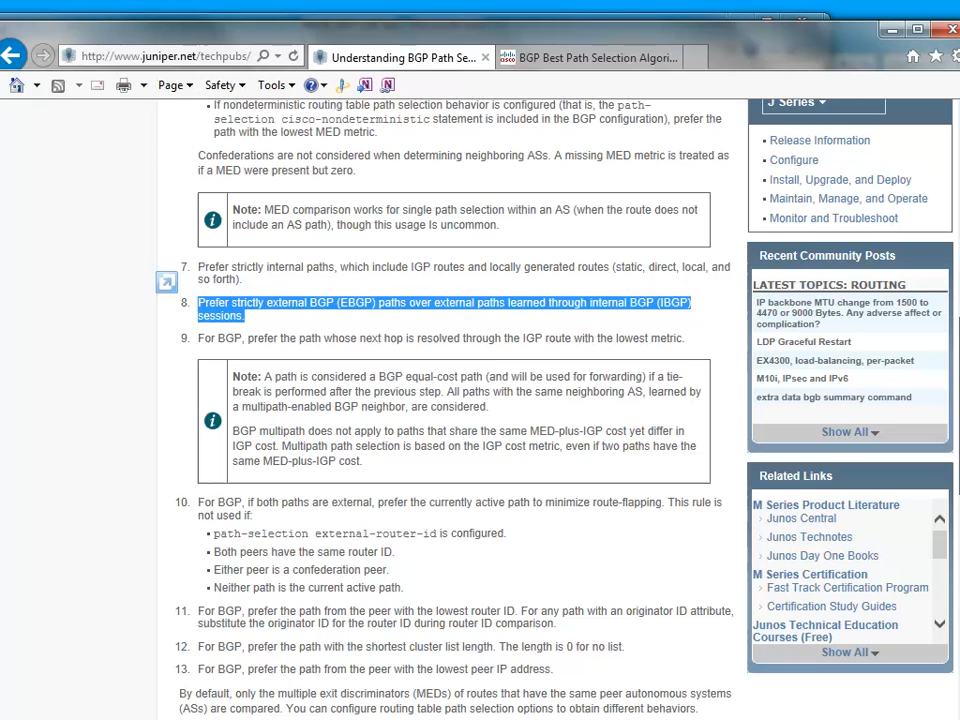 http://www.juniper.net/techpubs/
Understanding BGP Path Se...
BGP Best Path Selection Algori...
Page
Safety
Tools
• If nondeterministic routing table path selection behavior is configured (that is, the path-
selection cisco-nondeterministic statement is included in the BGP configuration), prefer the
path with the lowest MED metric.
Confederations are not considered when determining neighboring ASs. A missing MED metric is treated as
if a MED were present but zero.
Note: MED comparison works for single path selection within an AS (when the route does not
include an AS path), though this usage is uncommon.
7. Prefer strictly internal paths, which include IGP routes and locally generated routes (static, direct, local, and
so forth).
8. Prefer strictly external BGP (EBGP) paths over external paths learned through internal BGP (IBGP)
sessions.
9. For BGP, prefer the path whose next hop is resolved through the IGP route with the lowest metric.
Note: A path is considered a BGP equal-cost path (and will be used for forwarding) if a tie-
break is performed after the previous step. All paths with the same neighboring AS, learned by
a multipath-enabled BGP neighbor, are considered.
BGP multipath does not apply to paths that share the same MED-plus-IGP cost yet differ in
IGP cost. Multipath path selection is based on the IGP cost metric, even if two paths have the
same MED-plus-IGP cost.
10. For BGP, if both paths are external, prefer the currently active path to minimize route-flapping. This rule is
not used if:
• path-selection external-router-id is configured.
• Both peers have the same router ID.
• Either peer is a confederation peer.
• Neither path is the current active path.
11. For BGP, prefer the path from the peer with the lowest router ID. For any path with an originator ID attribute,
substitute the originator ID for the router ID during router ID comparison.
12. For BGP, prefer the path with the shortest cluster list length. The length is 0 for no list.
13. For BGP, prefer the path from the peer with the lowest peer IP address.
By default, only the multiple exit discriminators (MEDs) of routes that have the same peer autonomous systems
(ASs) are compared. You can configure routing table path selection options to obtain different behaviors.
J Series
• Release Information
• Configure
• Install, Upgrade, and Deploy
• Maintain, Manage, and Operate
• Monitor and Troubleshoot
Recent Community Posts
LATEST TOPICS: ROUTING
IP backbone MTU change from 1500 to
4470 or 9000 Bytes. Any adverse affect or
complication?
LDP Graceful Restart
EX4300, load-balancing, per-packet
M10i, IPsec and IPv6
extra data bgb summary command
Show All
Related Links
M Series Product Literature
› Junos Central
› Junos Technotes
› Junos Day One Books
M Series Certification
› Fast Track Certification Program
› Certification Study Guides
Junos Technical Education
Courses (Free)
Show All